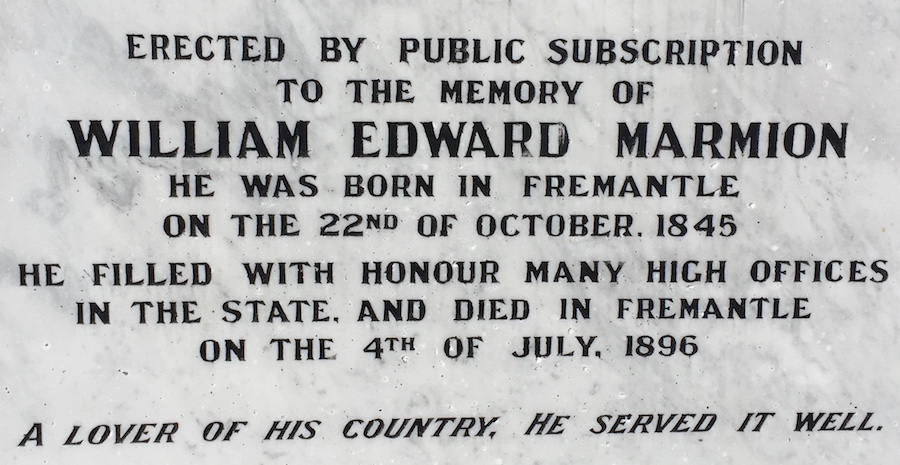 ERECTED BY PUBLIC SUBSCRIPTION
TO THE MEMORY OF
WILLIAM EDWARD MARMION
HE WAS BORN IN FREMANTLE
ON THE 22ND OF OCTOBER. 1845
HE FILLED WITH HONOUR MANY HIGH OFFICES
IN THE STATE. AND DIED IN FREMANTLE
ON THE 4TH OF JULY, 1896
A LOVER OF HIS COUNTRY, HE SERVED IT WELL.